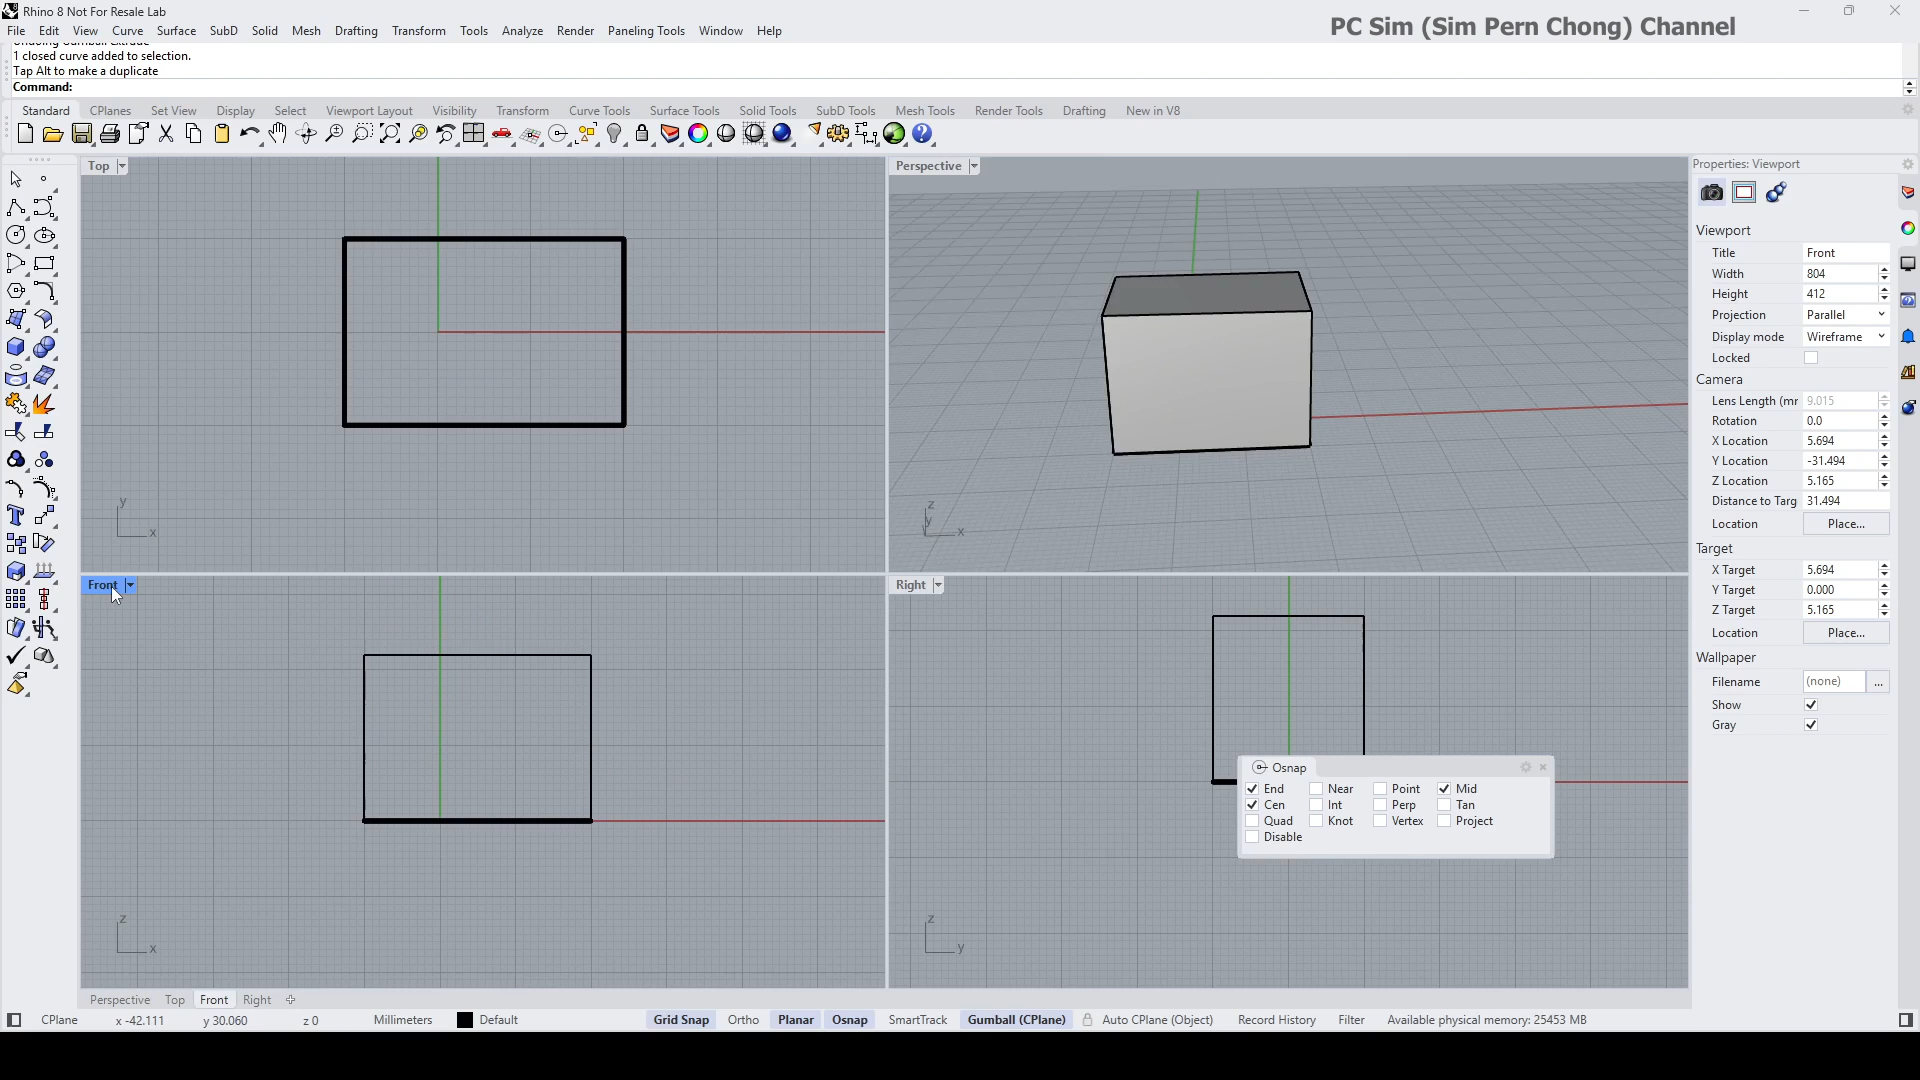 Rhino 8 Not For Resale Lab
PC Sim (Sim Pern Chong) Channel
File Edit View Curve Surface SubD Solid Mesh Drafting Transform Tools Analyze Render Paneling Tools Window Help
Undoing Gumball Extrude
1 closed curve added to selection.
Tap Alt to make a duplicate
Command:
Standard CPlanes Set View Display Select Viewport Layout Visibility Transform Curve Tools Surface Tools Solid Tools SubD Tools Mesh Tools Render Tools Drafting New in V8
Top
Perspective
Properties: Viewport
Viewport
Title Front
Width 804
Height 412
Projection Parallel
Display mode Wireframe
Locked
Camera
Lens Length (mr 9.015
Rotation 0.0
X Location 5.694
Y Location -31.494
Z Location 5.165
Distance to Targ 31.494
Location Place...
Target
X Target 5.694
Y Target 0.000
Z Target 5.165
Location Place...
Wallpaper
Filename (none) ...
Show
Gray
y
x
z
y
x
Front
Right
Osnap
End Near Point Mid
Cen Int Perp Tan
Quad Knot Vertex Project
Disable
z
x
z
y
Perspective Top Front Right
CPlane x -42.111 y 30.060 z 0 Millimeters Default Grid Snap Ortho Planar Osnap SmartTrack Gumball (CPlane) Auto CPlane (Object) Record History Filter Available physical memory: 25453 MB